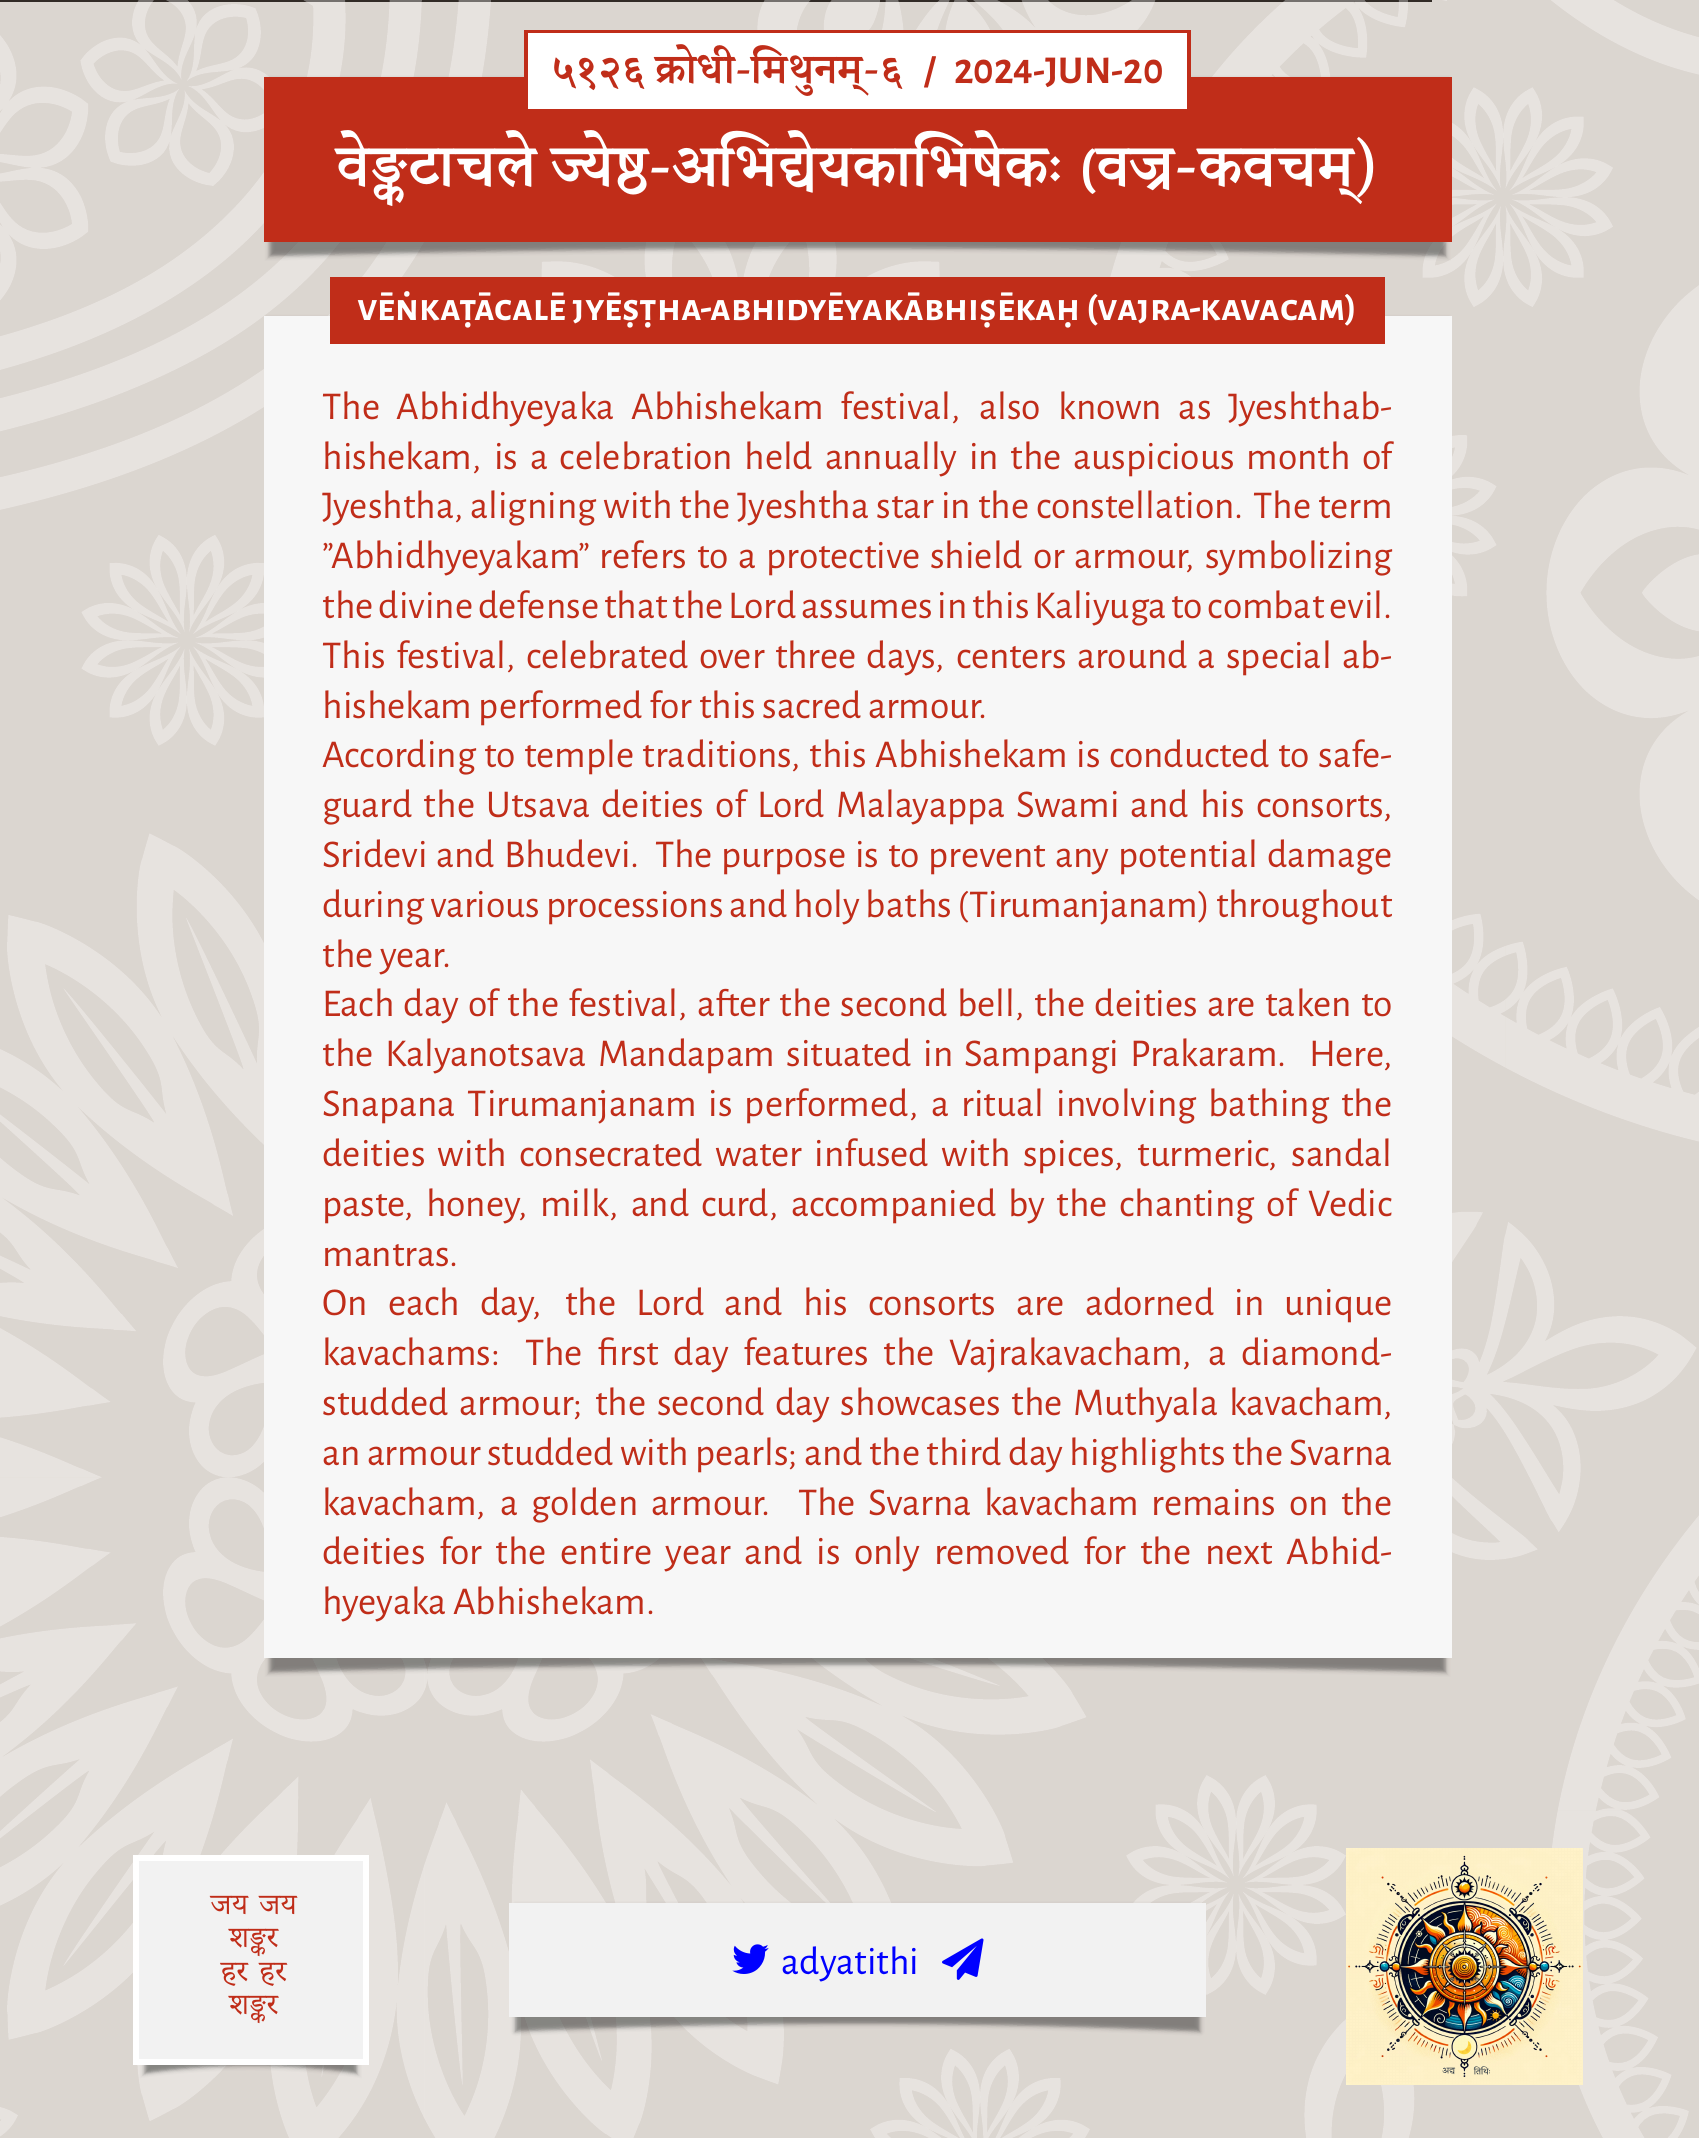 ५१२६ क्रोधी-मिथुनम्-६ / 2024-JUN-20
वेङ्कटाचले ज्येष्ठ-अभिद्येयकाभिषेकः (वज्र-कवचम्)
VĒṄKAṬĀCALĒ JYĒṢṬHA-ABHIDYĒYAKĀBHIṢĒKAḤ (VAJRA-KAVACAM)
The Abhidhyeyaka Abhishekam festival, also known as Jyeshthab-
hishekam, is a celebration held annually in the auspicious month of
Jyeshtha, aligning with the Jyeshtha star in the constellation. The term
”Abhidhyeyakam” refers to a protective shield or armour, symbolizing
the divine defense that the Lord assumes in this Kaliyuga to combat evil.
This festival, celebrated over three days, centers around a special ab-
hishekam performed for this sacred armour.
According to temple traditions, this Abhishekam is conducted to safe-
guard the Utsava deities of Lord Malayappa Swami and his consorts,
Sridevi and Bhudevi. The purpose is to prevent any potential damage
during various processions and holy baths (Tirumanjanam) throughout
the year.
Each day of the festival, after the second bell, the deities are taken to
the Kalyanotsava Mandapam situated in Sampangi Prakaram. Here,
Snapana Tirumanjanam is performed, a ritual involving bathing the
deities with consecrated water infused with spices, turmeric, sandal
paste, honey, milk, and curd, accompanied by the chanting of Vedic
mantras.
On each day, the Lord and his consorts are adorned in unique
kavachams: The first day features the Vajrakavacham, a diamond-
studded armour; the second day showcases the Muthyala kavacham,
an armour studded with pearls; and the third day highlights the Svarna
kavacham, a golden armour. The Svarna kavacham remains on the
deities for the entire year and is only removed for the next Abhid-
hyeyaka Abhishekam.
जय जय
शङ्कर
हर हर
शङ्कर
adyatithi
अद्य तिथिः